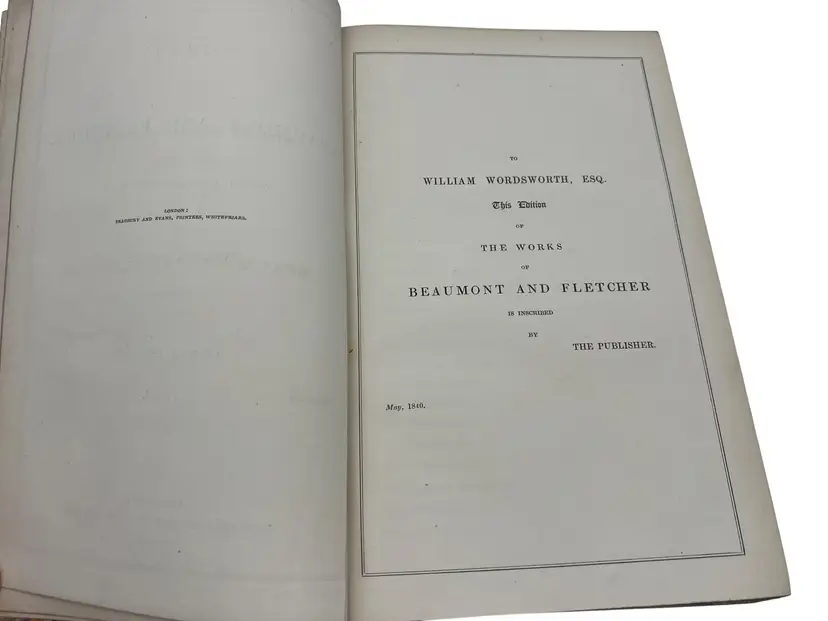 LONDON:
BRADBURY AND EVANS, PRINTERS, WHITEFRIARS.
TO
WILLIAM WORDSWORTH, ESQ.
This Edition
OF
THE WORKS
OF
BEAUMONT AND FLETCHER
IS INSCRIBED
BY
THE PUBLISHER.
May, 1840.